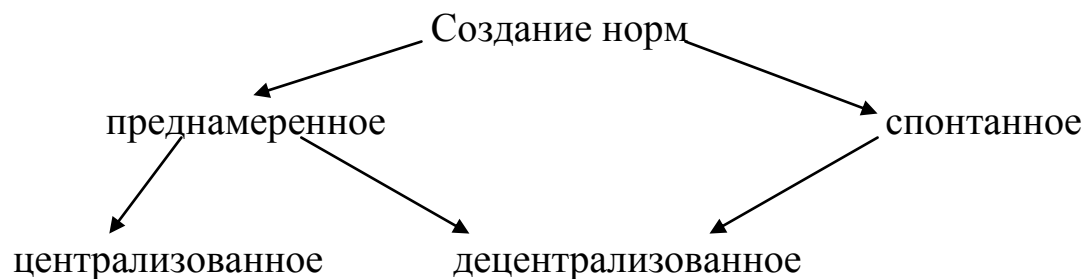 Создание норм
преднамеренное спонтанное
централизованное децентрализованное